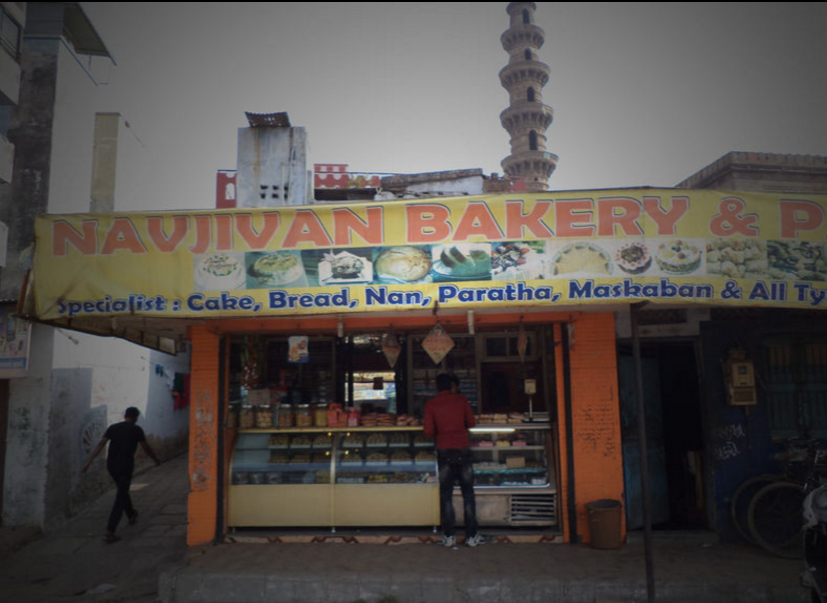 NAVJIVAN BAKERY & P
Specialist : Cake, Bread, Nan, Paratha, Maskaban & All Ty